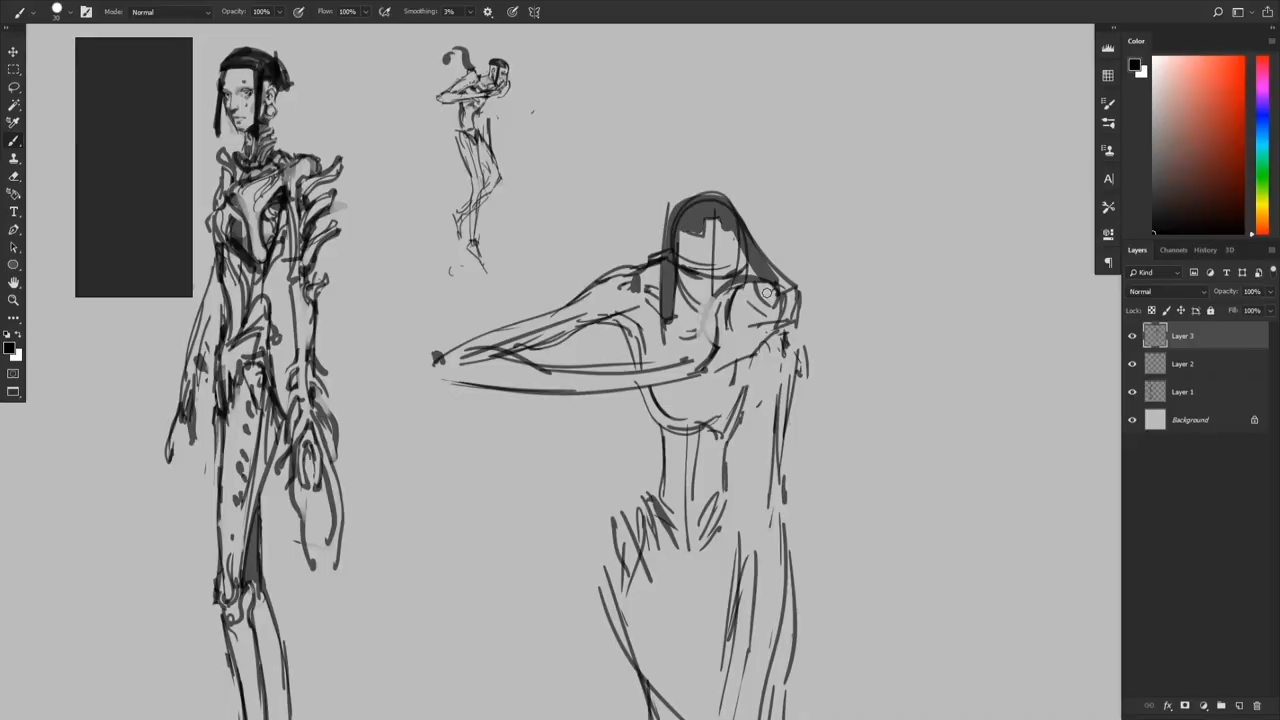 30 Mode: Normal Opacity: 100% Flow: 100% Smoothing: 3%
Color
Layers Channels History 3D
Kind
Normal Opacity: 100%
Lock: Fill: 100%
Layer 3
Layer 2
Layer 1
Background